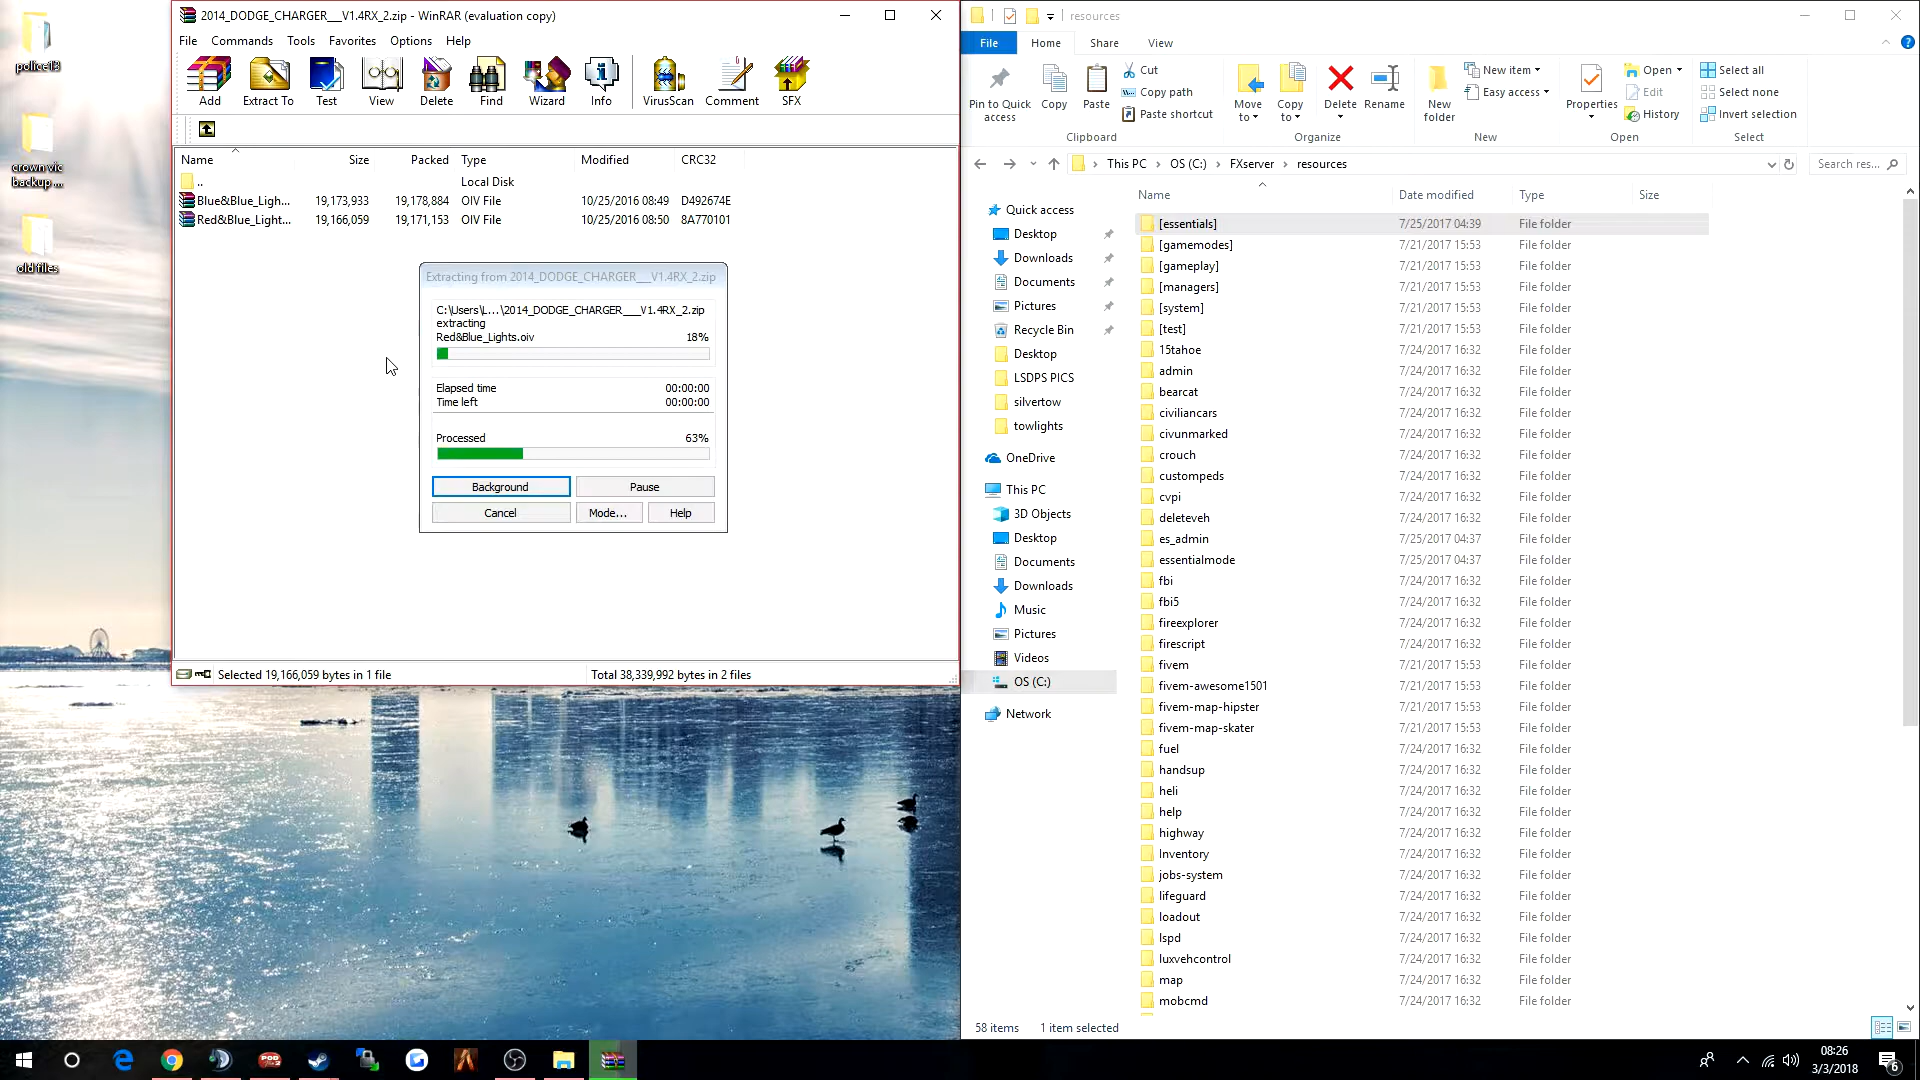 police13
crown vic
backup ...
old files
2014_DODGE_CHARGER___V1.4RX_2.zip - WinRAR (evaluation copy)
File Commands Tools Favorites Options Help
Add Extract To Test View Delete Find Wizard Info VirusScan Comment SFX
Name Size Packed Type Modified CRC32
.. Local Disk
Blue&Blue_Ligh... 19,173,933 19,178,884 OIV File 10/25/2016 08:49 D492674E
Red&Blue_Light... 19,166,059 19,171,153 OIV File 10/25/2016 08:50 8A770101
Extracting from 2014_DODGE_CHARGER___V1.4RX_2.zip
C:\Users\L...\2014_DODGE_CHARGER___V1.4RX_2.zip
extracting
Red&Blue_Lights.oiv 18%
Elapsed time 00:00:00
Time left 00:00:00
Processed 63%
Background Pause
Cancel Mode... Help
Selected 19,166,059 bytes in 1 file Total 38,339,992 bytes in 2 files
resources
File Home Share View
Pin to Quick access
Copy
Paste
Cut
Copy path
Paste shortcut
Clipboard
Move to
Copy to
Delete
Rename
Organize
New folder
New item
Easy access
New
Properties
Open
Edit
History
Open
Select all
Select none
Invert selection
Select
This PC > OS (C:) > FXserver > resources
Search res...
Quick access
Desktop
Downloads
Documents
Pictures
Recycle Bin
Desktop
LSDPS PICS
silvertow
towlights
OneDrive
This PC
3D Objects
Desktop
Documents
Downloads
Music
Pictures
Videos
OS (C:)
Network
Name Date modified Type Size
[essentials] 7/25/2017 04:39 File folder
[gamemodes] 7/21/2017 15:53 File folder
[gameplay] 7/21/2017 15:53 File folder
[managers] 7/21/2017 15:53 File folder
[system] 7/21/2017 15:53 File folder
[test] 7/21/2017 15:53 File folder
15tahoe 7/24/2017 16:32 File folder
admin 7/24/2017 16:32 File folder
bearcat 7/24/2017 16:32 File folder
civiliancars 7/24/2017 16:32 File folder
civunmarked 7/24/2017 16:32 File folder
crouch 7/24/2017 16:32 File folder
custompeds 7/24/2017 16:32 File folder
cvpi 7/24/2017 16:32 File folder
deleteveh 7/24/2017 16:32 File folder
es_admin 7/25/2017 04:37 File folder
essentialmode 7/25/2017 04:37 File folder
fbi 7/24/2017 16:32 File folder
fbi5 7/24/2017 16:32 File folder
fireexplorer 7/24/2017 16:32 File folder
firescript 7/24/2017 16:32 File folder
fivem 7/21/2017 15:53 File folder
fivem-awesome1501 7/21/2017 15:53 File folder
fivem-map-hipster 7/21/2017 15:53 File folder
fivem-map-skater 7/21/2017 15:53 File folder
fuel 7/24/2017 16:32 File folder
handsup 7/24/2017 16:32 File folder
heli 7/24/2017 16:32 File folder
help 7/24/2017 16:32 File folder
highway 7/24/2017 16:32 File folder
Inventory 7/24/2017 16:32 File folder
jobs-system 7/24/2017 16:32 File folder
lifeguard 7/24/2017 16:32 File folder
loadout 7/24/2017 16:32 File folder
lspd 7/24/2017 16:32 File folder
luxvehcontrol 7/24/2017 16:32 File folder
map 7/24/2017 16:32 File folder
mobcmd 7/24/2017 16:32 File folder
58 items 1 item selected
08:26
3/3/2018
6